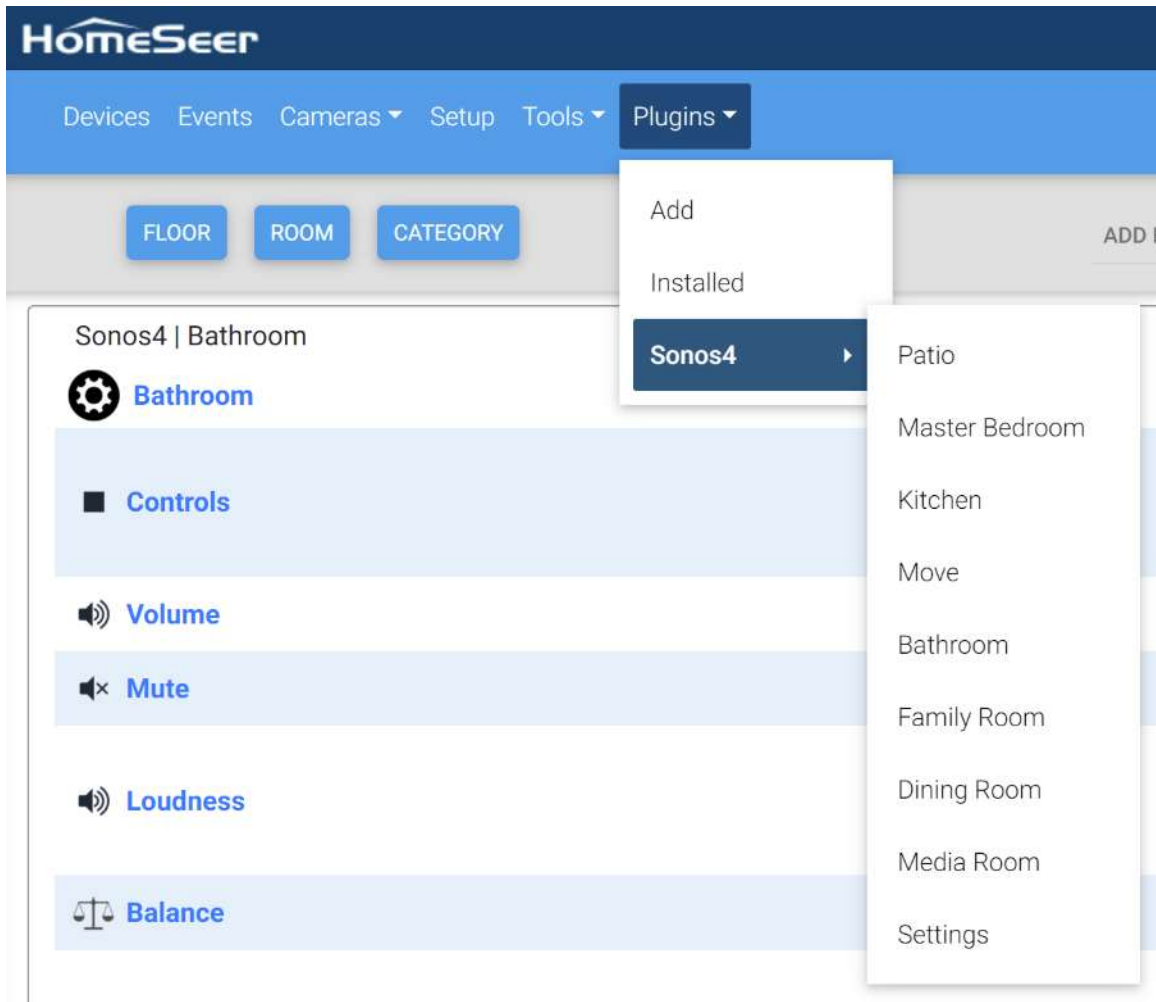 HomeSeer
Devices Events Cameras Setup Tools Plugins
FLOOR ROOM CATEGORY
ADD
Add
Installed
Sonos4
Patio
Master Bedroom
Kitchen
Move
Bathroom
Family Room
Dining Room
Media Room
Settings
Sonos4 | Bathroom
Bathroom
Controls
Volume
Mute
Loudness
Balance